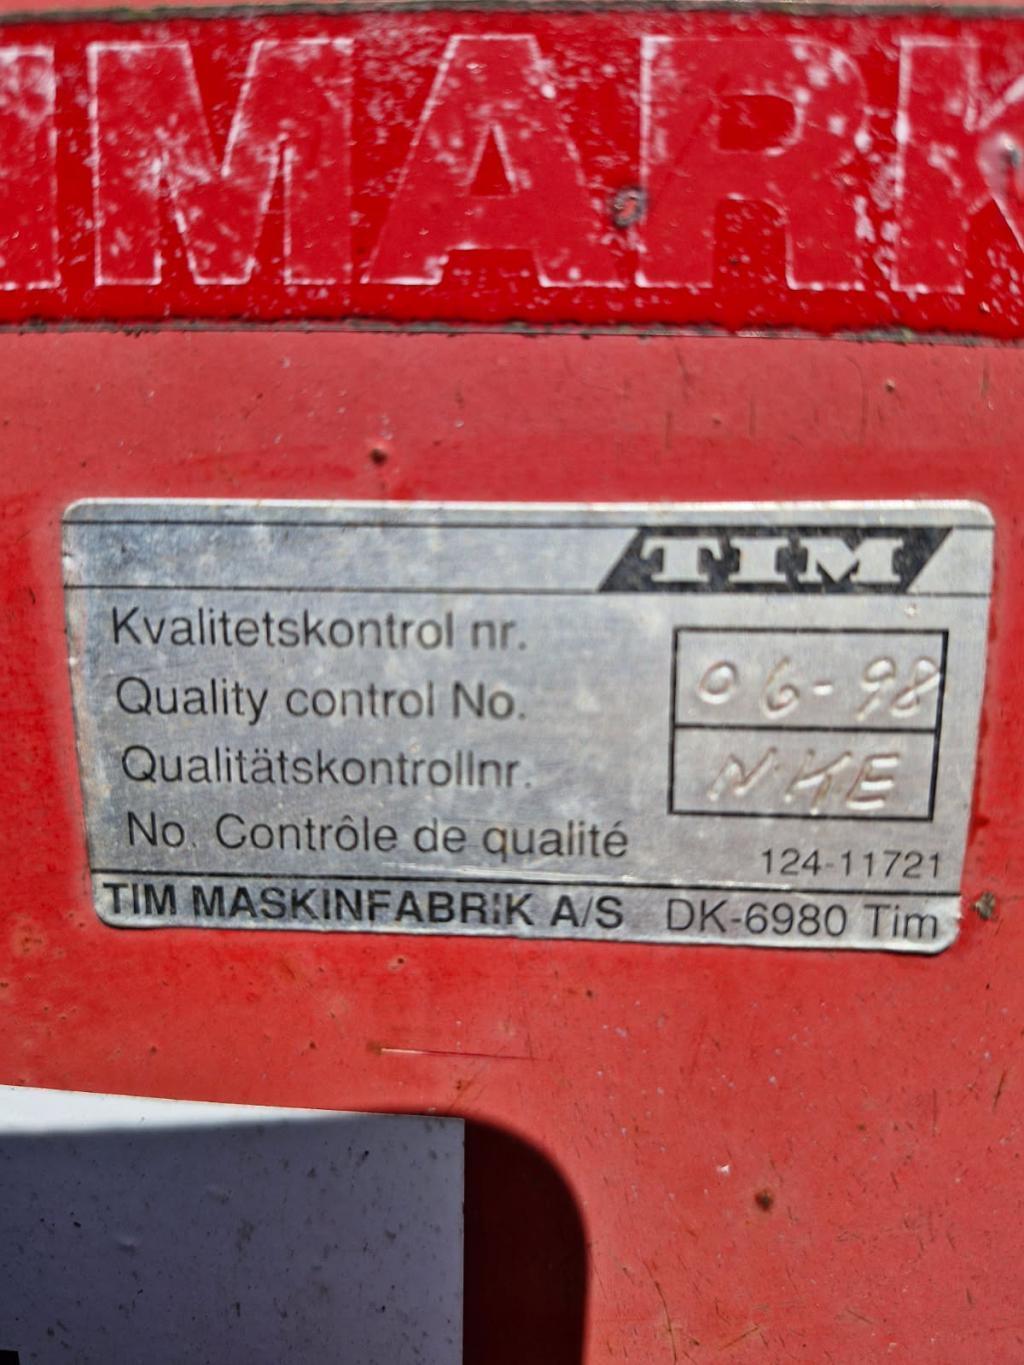 MARK
TIM
Kvalitetskontrol nr.
Quality control No.
Qualitätskontrollnr.
No. Contrôle de qualité
06-98
NKE
124-11721
TIM MASKINFABRIK A/S DK-6980 Tim